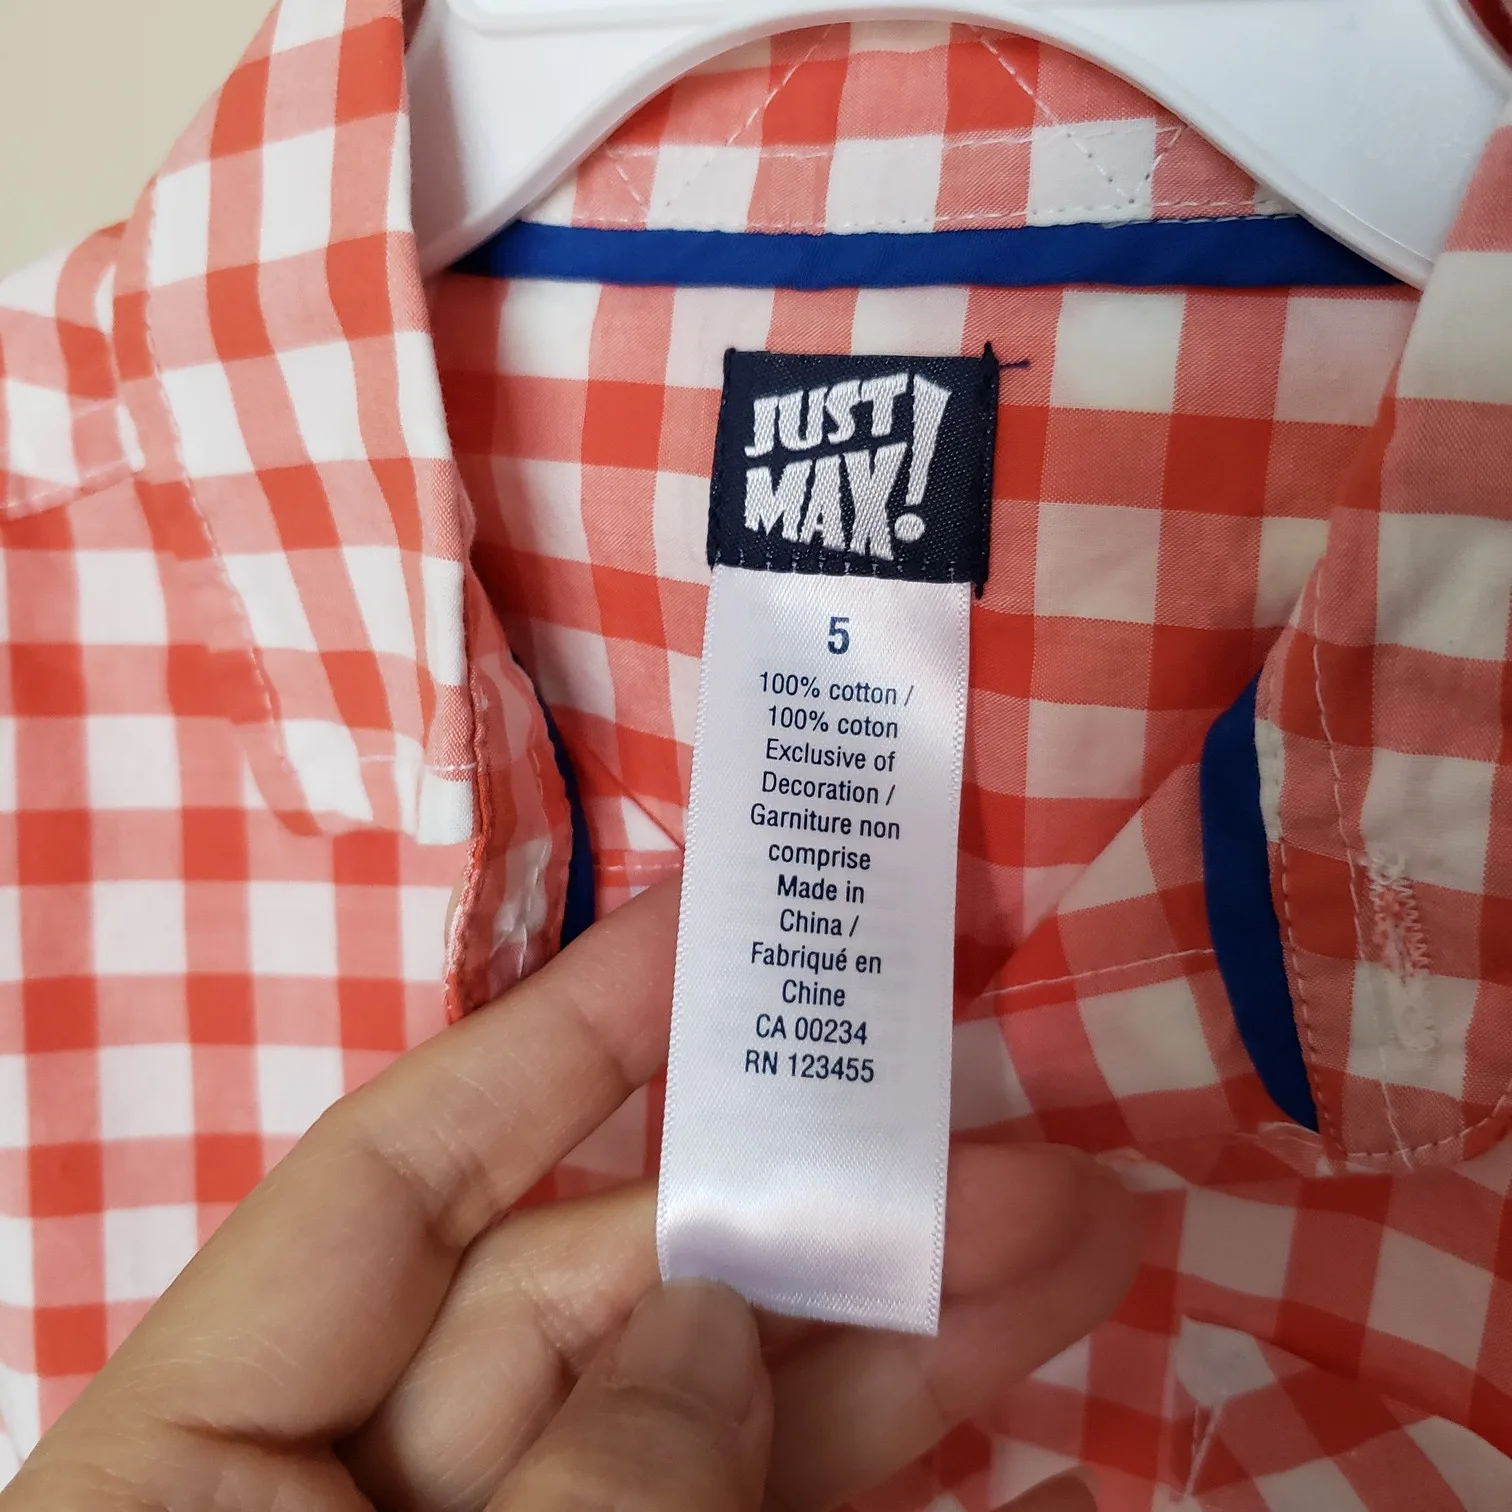 JUST
MAX!
5
100% cotton /
100% coton
Exclusive of
Decoration /
Garniture non
comprise
Made in
China /
Fabriqué en
Chine
CA 00234
RN 123455